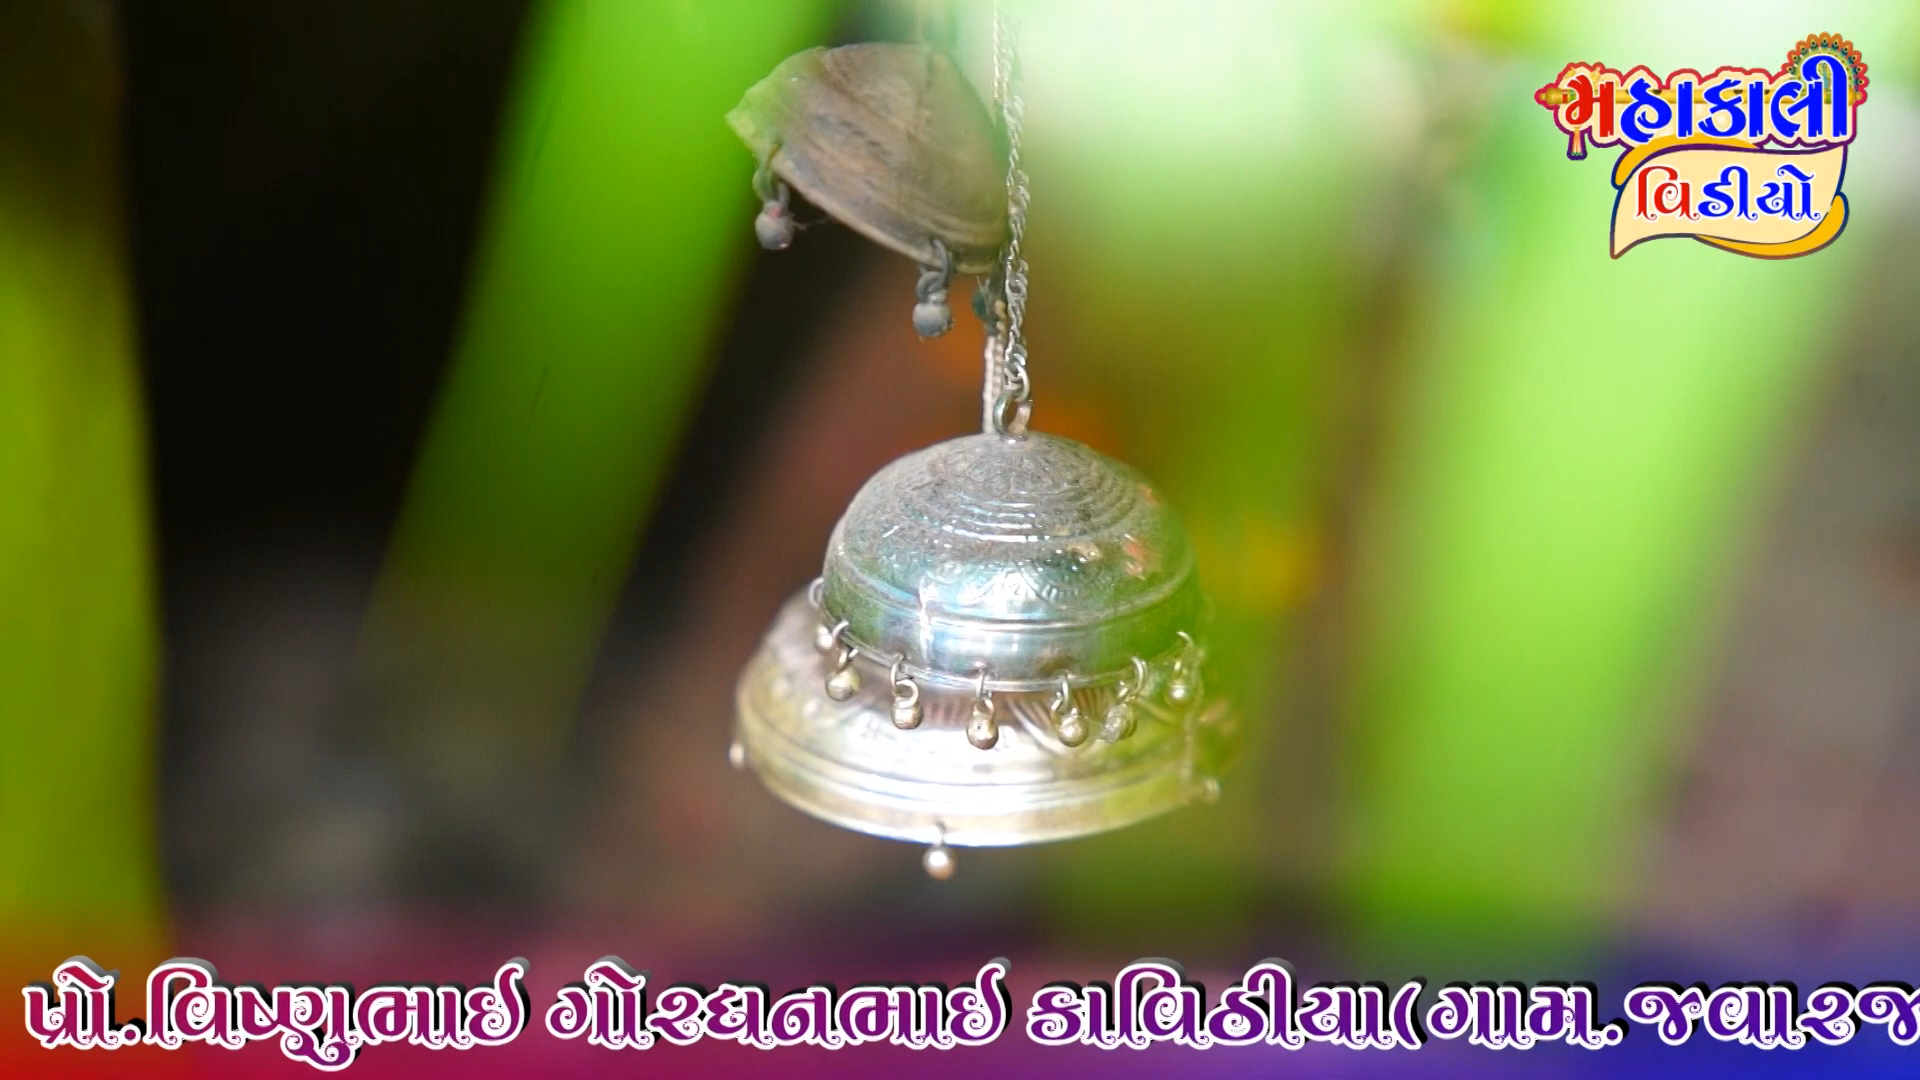 મહાકાલી
વિડીયો
પ્રો.વિષ્ણુભાઇ ગોરધનભાઇ કાવિઠીયા(ગામ.જવારજ